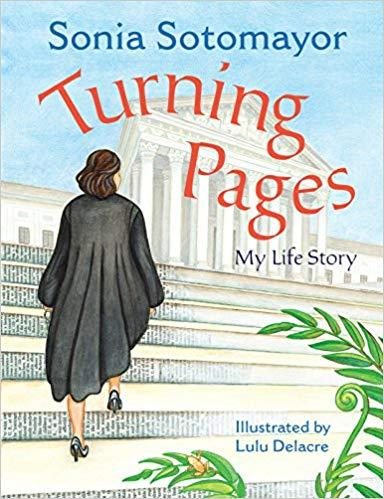 Sonia Sotomayor
Turning
Pages
My Life Story
Illustrated by
Lulu Delacre